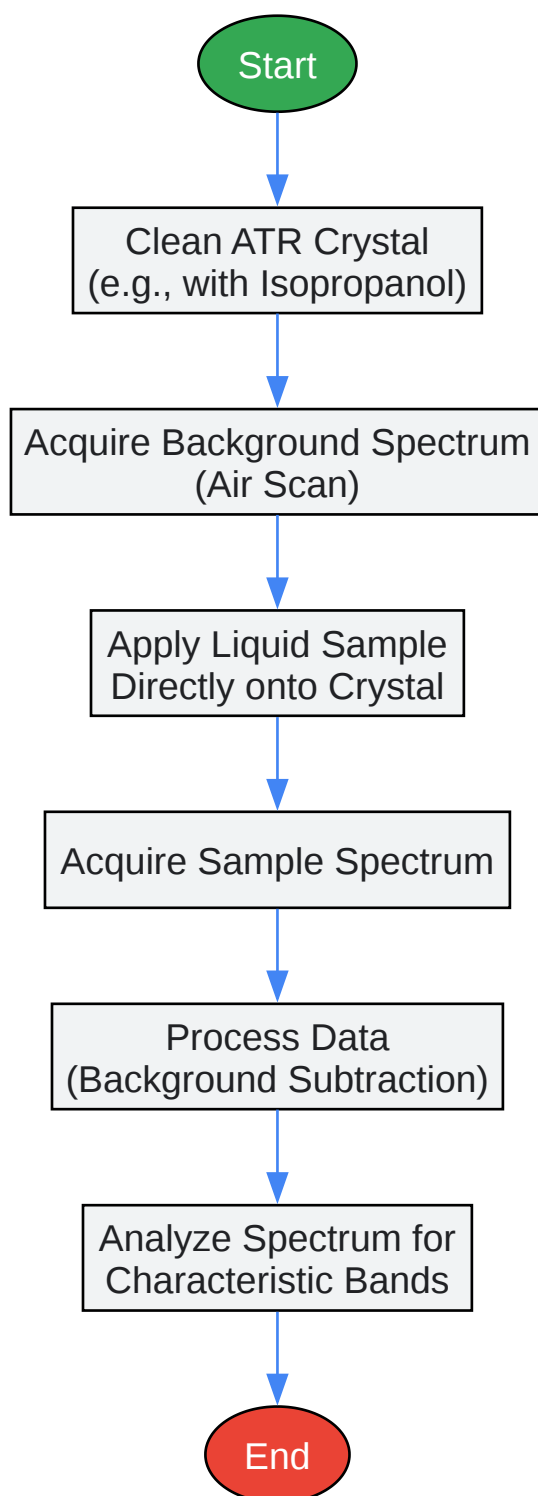 Start
Clean ATR Crystal
(e.g., with Isopropanol)
Acquire Background Spectrum
(Air Scan)
Apply Liquid Sample
Directly onto Crystal
Acquire Sample Spectrum
Process Data
(Background Subtraction)
Analyze Spectrum for
Characteristic Bands
End